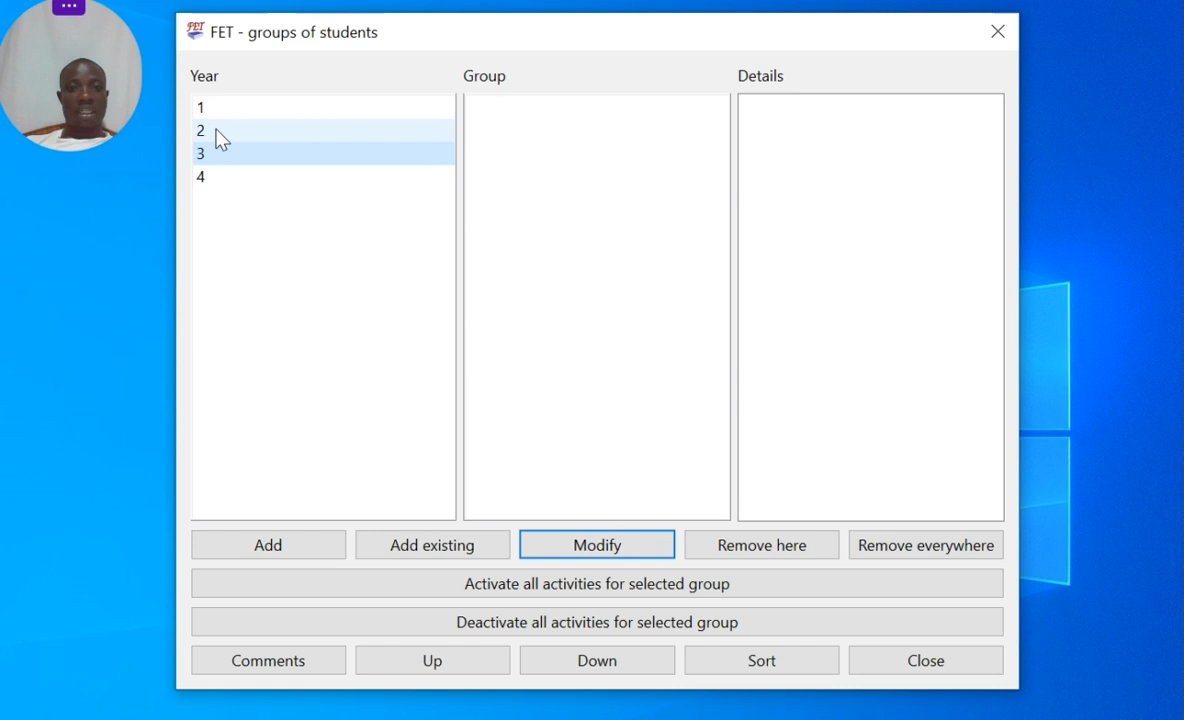 FET
FET - groups of students
Year
Group
Details
1
2
3
4
Add
Add existing
Modify
Remove here
Remove everywhere
Activate all activities for selected group
Deactivate all activities for selected group
Comments
Up
Down
Sort
Close